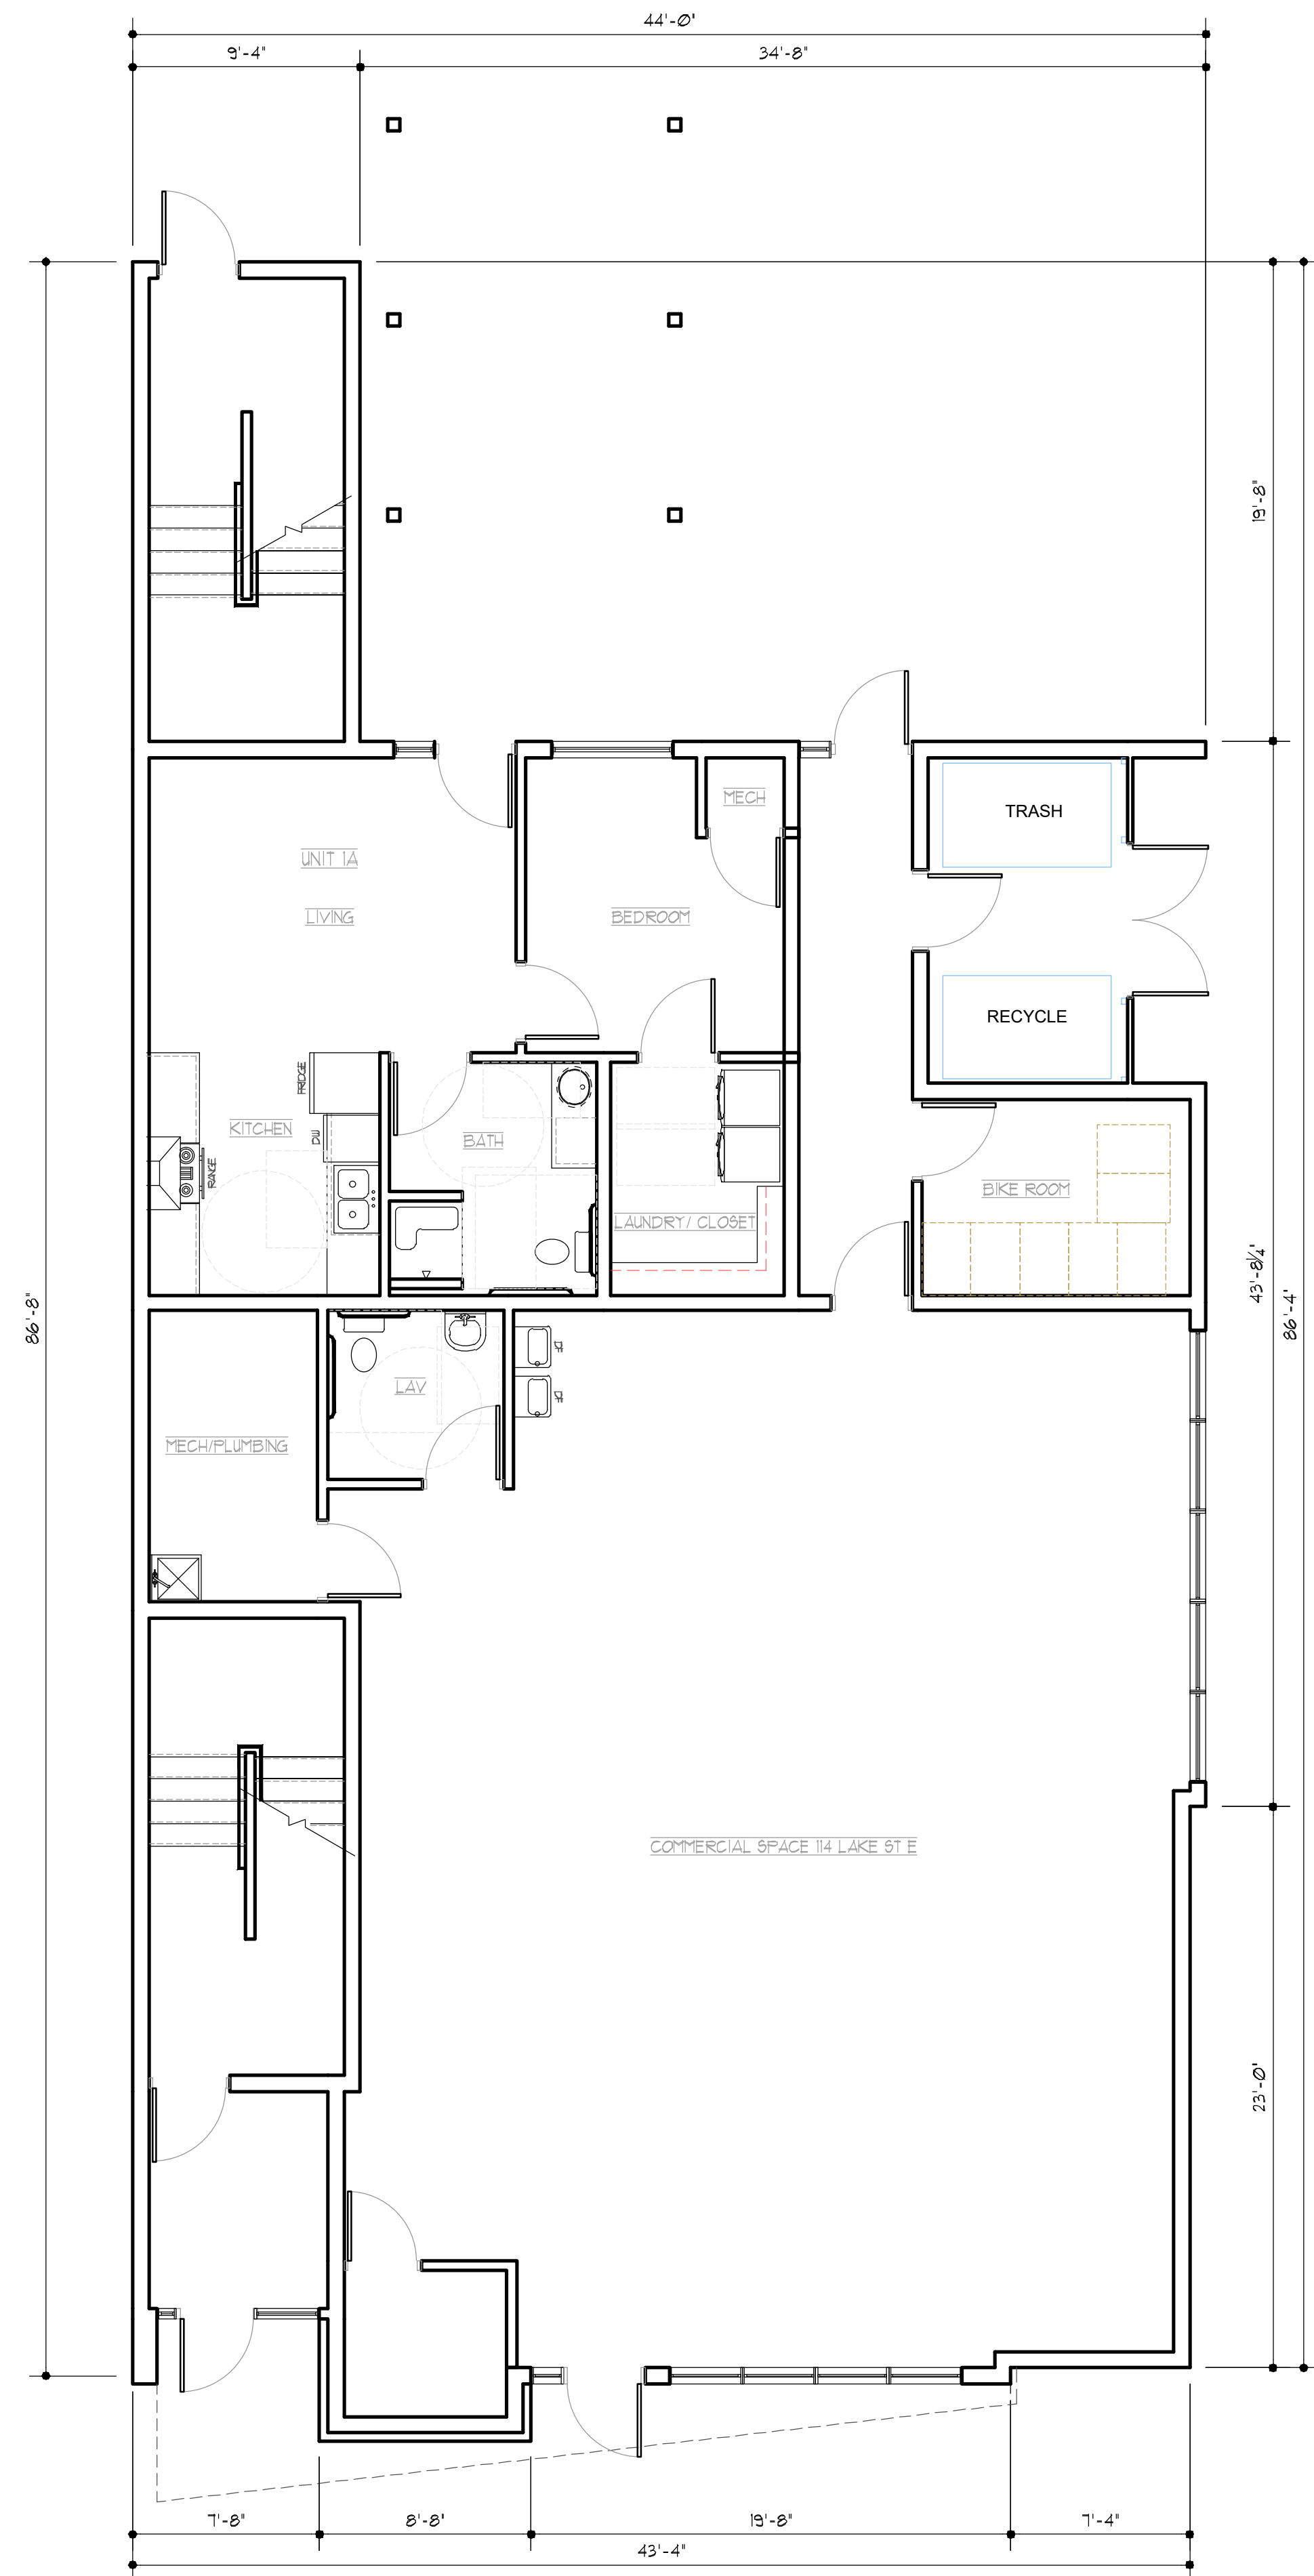 44'-0"
9'-4"
34'-8"
19'-8"
MECH
TRASH
UNIT 1A
LIVING
BEDROOM
RECYCLE
FRIDGE
KITCHEN
DW
BATH
RANGE
BIKE ROOM
LAUNDRY/ CLOSET
43'-8¼"
86'-8"
86'-4"
DF
LAV
DF
MECH/PLUMBING
COMMERCIAL SPACE 114 LAKE ST E
23'-0"
7'-8"
8'-8"
19'-8"
7'-4"
43'-4"